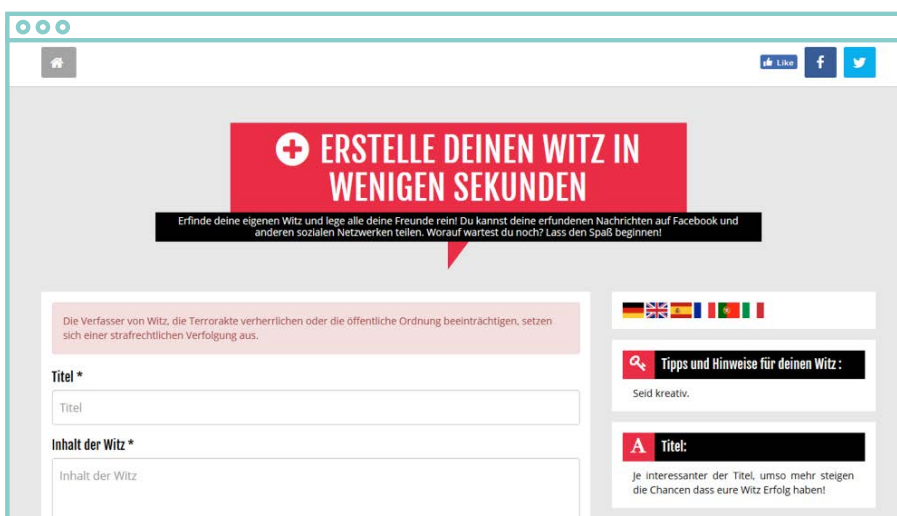 Like
f
ERSTELLE DEINEN WITZ IN
WENIGEN SEKUNDEN
Erfinde deine eigenen Witz und lege alle deine Freunde rein! Du kannst deine erfundenen Nachrichten auf Facebook und
anderen sozialen Netzwerken teilen. Worauf wartest du noch? Lass den Spaß beginnen!
Die Verfasser von Witz, die Terrorakte verherrlichen oder die öffentliche Ordnung beeinträchtigen, setzen
sich einer strafrechtlichen Verfolgung aus.
Titel *
Titel
Inhalt der Witz *
Inhalt der Witz
Tipps und Hinweise für deinen Witz :
Seid kreativ.
A Titel:
Je interessanter der Titel, umso mehr steigen
die Chancen dass eure Witz Erfolg haben!